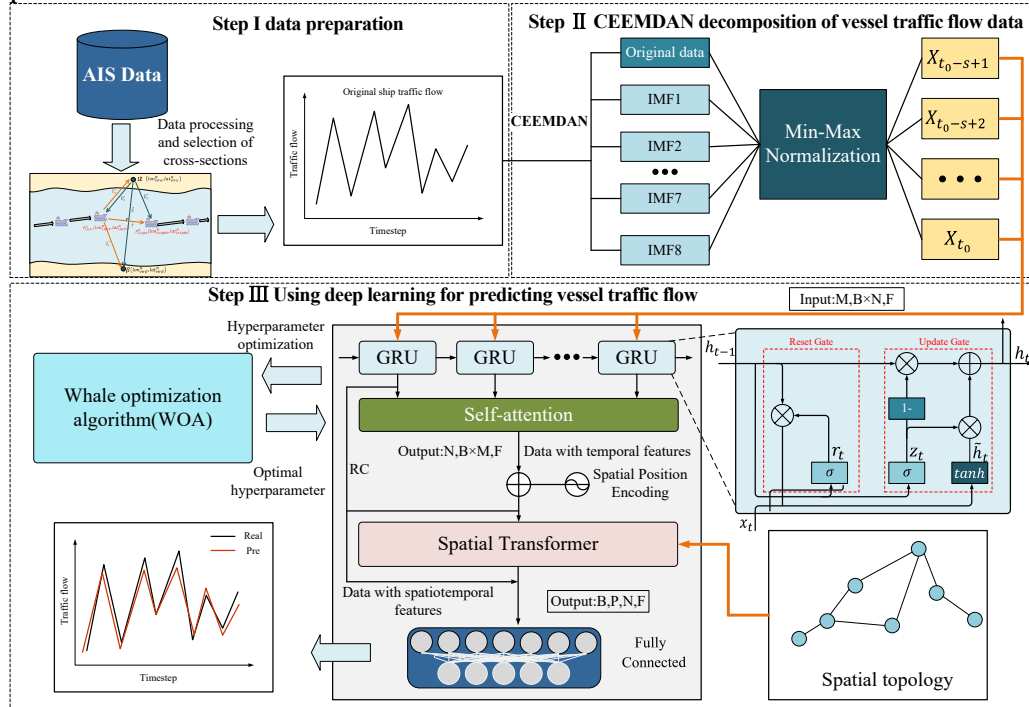 Step I data preparation
AIS Data
Data processing
and selection of
cross-sections
Original ship traffic flow
Traffic flow
Timestep
Step Ⅱ CEEMDAN decomposition of vessel traffic flow data
CEEMDAN
Original data
IMF1
IMF2
•••
IMF7
IMF8
Min-Max
Normalization
X_{t_0-s+1}
X_{t_0-s+2}
• • •
X_{t_0}
Step Ⅲ Using deep learning for predicting vessel traffic flow
Input:M,B×N,F
Hyperparameter
optimization
Whale optimization
algorithm(WOA)
Optimal
hyperparameter
GRU
GRU
•••
GRU
Self-attention
Output:N,B×M,F
Data with temporal features
RC
Spatial Position
Encoding
Spatial Transformer
Data with spatiotemporal
features
Output:B,P,N,F
Fully
Connected
h_{t-1}
Reset Gate
Update Gate
h_t
1-
r_t
z_t
h̃_t
σ
σ
tanh
x_t
Real
Pre
Traffic flow
Timestep
Spatial topology